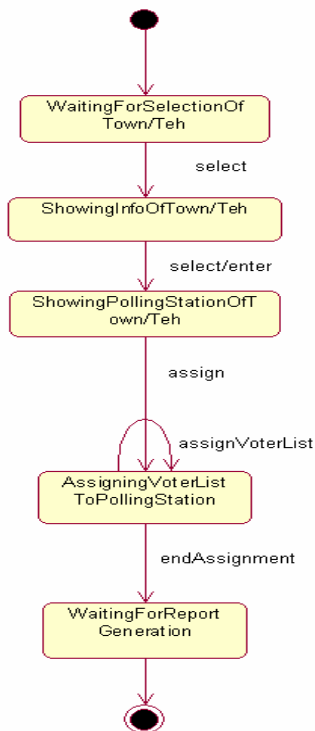 WaitingForSelectionOf
Town/Teh
select
ShowingInfoOfTown/Teh
select/enter
ShowingPollingStationOfT
own/Teh
assign
assignVoterList
AssigningVoterList
ToPollingStation
endAssignment
WaitingForReport
Generation